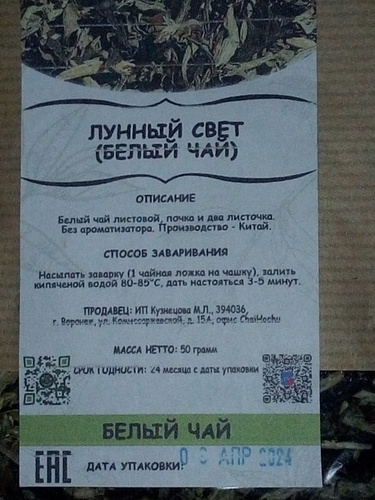 ЛУННЫЙ СВЕТ
(БЕЛЫЙ ЧАЙ)
ОПИСАНИЕ
Белый чай листовой, почка и два листочка.
Без ароматизатора. Производство - Китай.
СПОСОБ ЗАВАРИВАНИЯ
Насыпать заварку (1 чайная ложка на чашку), залить
кипяченой водой 80-85°С, дать настояться 3-5 минут.
ПРОДАВЕЦ: ИП Кузнецова М.Л., 394036,
г. Воронеж, ул. Комиссаржевской, д. 15А, офис ChaiHochu
МАССА НЕТТО: 50 грамм
СРОК ГОДНОСТИ: 24 месяца с даты упаковки
БЕЛЫЙ ЧАЙ
EAC ДАТА УПАКОВКИ: АПР 2024